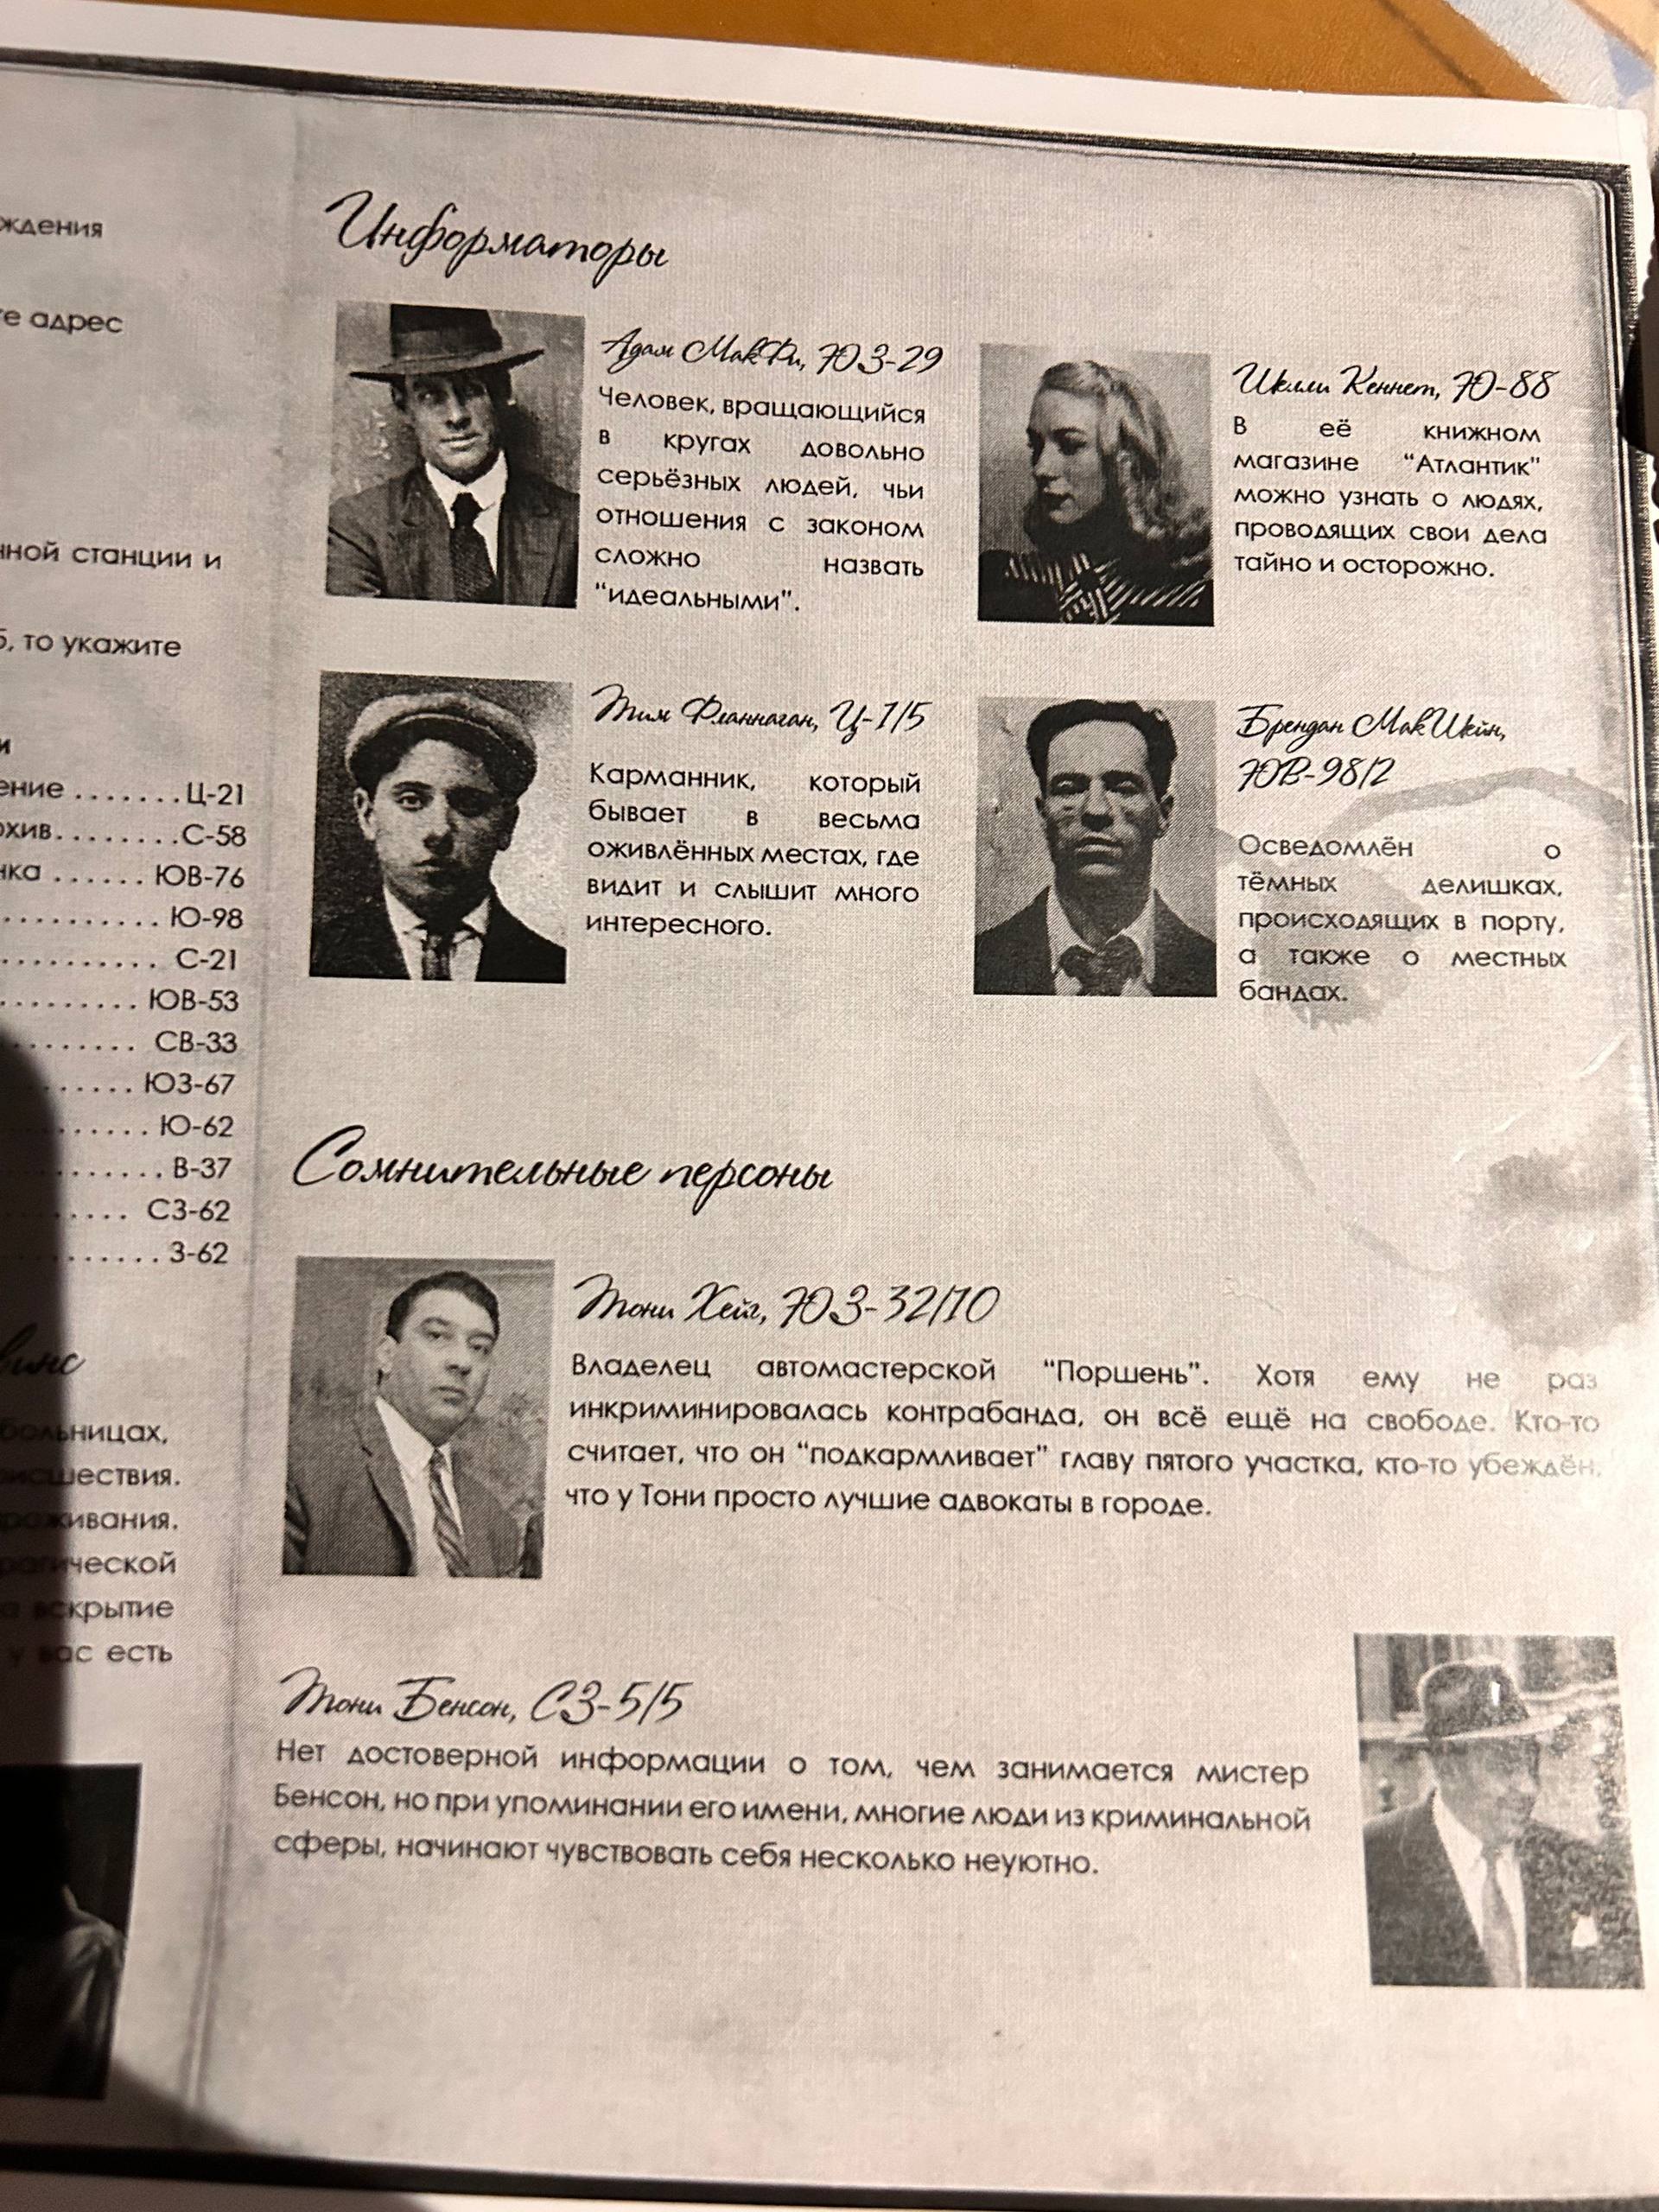 ждения
те адрес
нной станции и
то укажите
и
ение .......Ц-21
рхив........С-58
нка ...... ЮВ-76
.......... Ю-98
.......... С-21
......... ЮВ-53
........ СВ-33
....... ЮЗ-67
........ Ю-62
........ В-37
....... СЗ-62
........ З-62
больницах,
исшествия.
роживания.
рагической
а вскрытие
у вас есть
Информаторы
Адам МакФи, ЮЗ-29
Человек, вращающийся
в кругах довольно
серьёзных людей, чьи
отношения с законом
сложно назвать
"идеальными".
Шелли Кеннет, Ю-88
В её книжном
магазине "Атлантик"
можно узнать о людях,
проводящих свои дела
тайно и осторожно.
Тим Фланнаган, Ц-1/5
Карманник, который
бывает в весьма
оживлённых местах, где
видит и слышит много
интересного.
Брендан МакШейн,
ЮВ-98/2
Осведомлён о
тёмных делишках,
происходящих в порту,
а также о местных
бандах.
Сомнительные персоны
Тони Хейг, ЮЗ-32/10
Владелец автомастерской "Поршень". Хотя ему не раз
инкриминировалась контрабанда, он всё ещё на свободе. Кто-то
считает, что он "подкармливает" главу пятого участка, кто-то убеждён,
что у Тони просто лучшие адвокаты в городе.
Тони Бенсон, СЗ-5/5
Нет достоверной информации о том, чем занимается мистер
Бенсон, но при упоминании его имени, многие люди из криминальной
сферы, начинают чувствовать себя несколько неуютно.